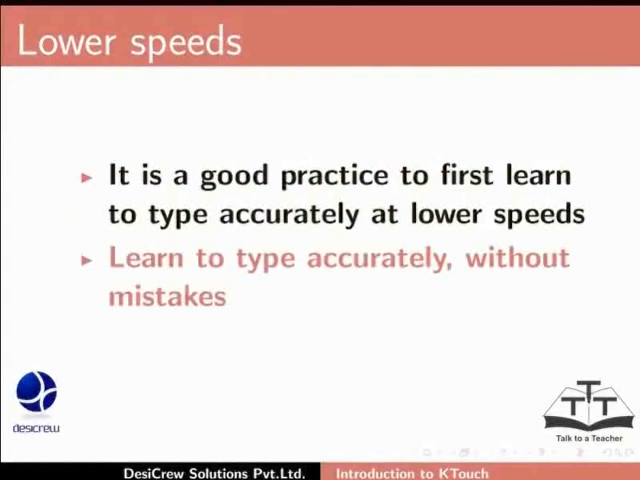 Lower speeds
It is a good practice to first learn
to type accurately at lower speeds
Learn to type accurately, without
mistakes
desicrew
TTT
Talk to a Teacher
DesiCrew Solutions Pvt.Ltd. Introduction to KTouch